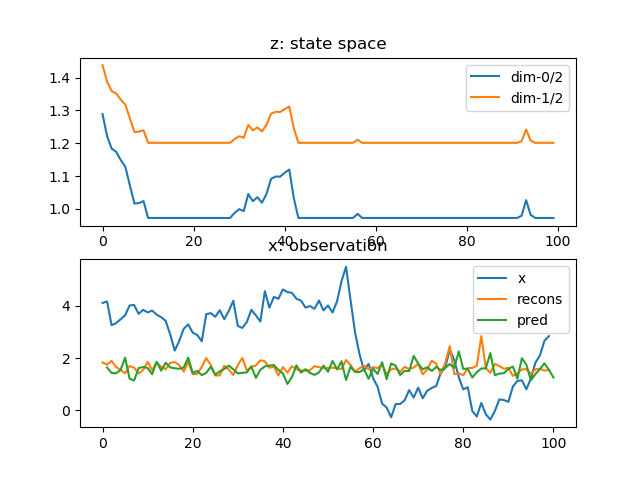 z: state space
1.4
1.3
1.2
1.1
1.0
dim-0/2
dim-1/2
0 20 40 60 80 100
x: observation
4
2
0
x
recons
pred
0 20 40 60 80 100